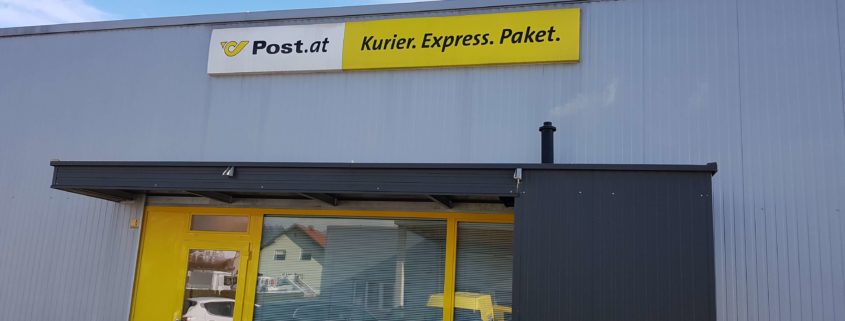 Post.at Kurier. Express. Paket.